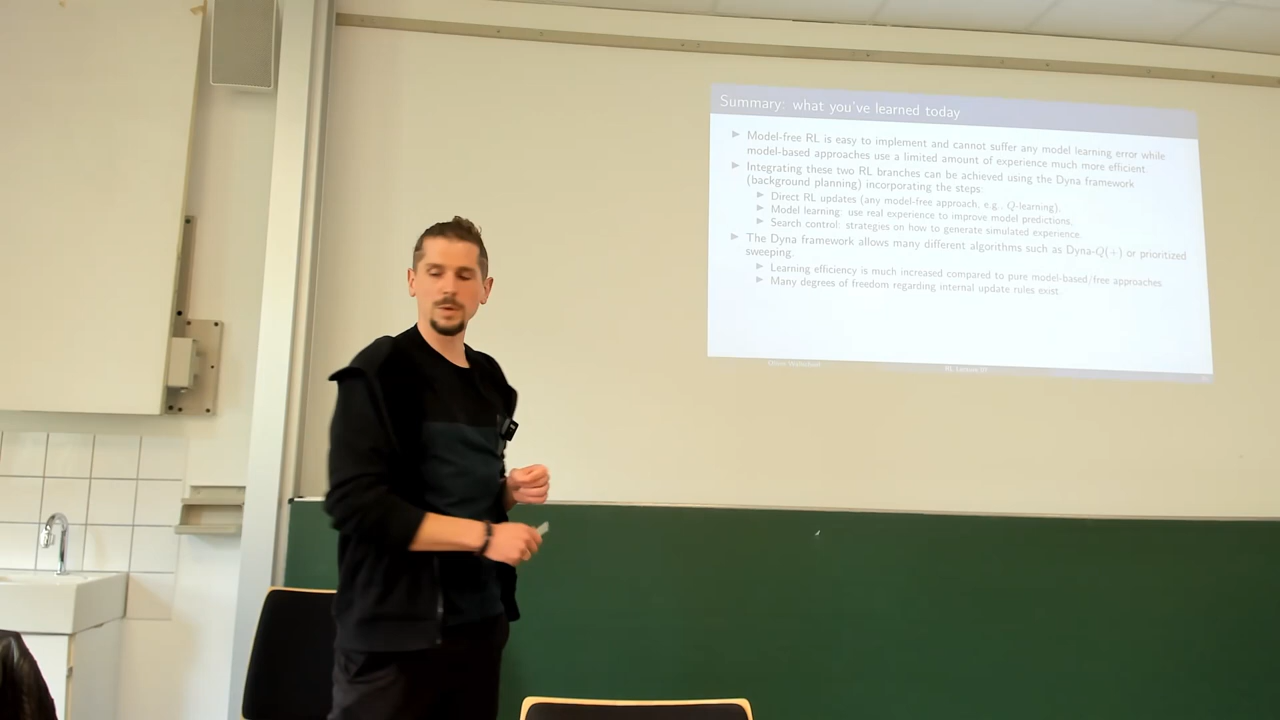 Summary: what you've learned today
▶ Model-free RL is easy to implement and cannot suffer any model learning error while
model-based approaches use a limited amount of experience much more efficient.
▶ Integrating these two RL branches can be achieved using the Dyna framework
(background planning) incorporating the steps:
▶ Direct RL updates (any model-free approach, e.g., Q-learning),
▶ Model learning: use real experience to improve model predictions,
▶ Search control: strategies on how to generate simulated experience.
▶ The Dyna framework allows many different algorithms such as Dyna-Q(+) or prioritized
sweeping.
▶ Learning efficiency is much increased compared to pure model-based/free approaches.
▶ Many degrees of freedom regarding internal update rules exist.
RL Lecture